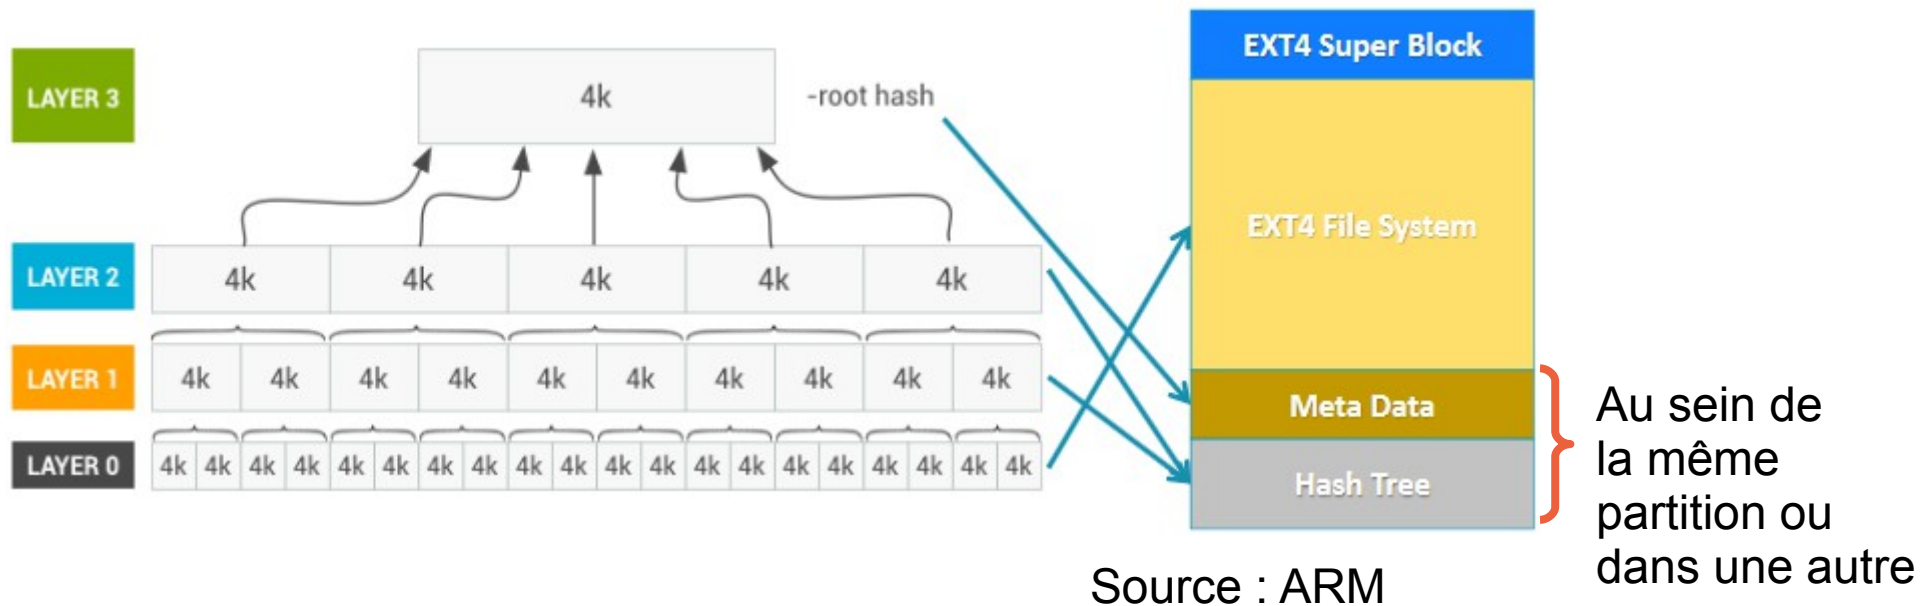 LAYER 3
4k
-root hash
LAYER 2
4k 4k 4k 4k 4k
LAYER 1
4k 4k 4k 4k 4k 4k 4k 4k 4k 4k
LAYER 0
4k 4k 4k 4k 4k 4k 4k 4k 4k 4k 4k 4k 4k 4k 4k 4k 4k 4k 4k 4k
EXT4 Super Block
EXT4 File System
Meta Data
Hash Tree
Au sein de
la même
partition ou
dans une autre
Source : ARM